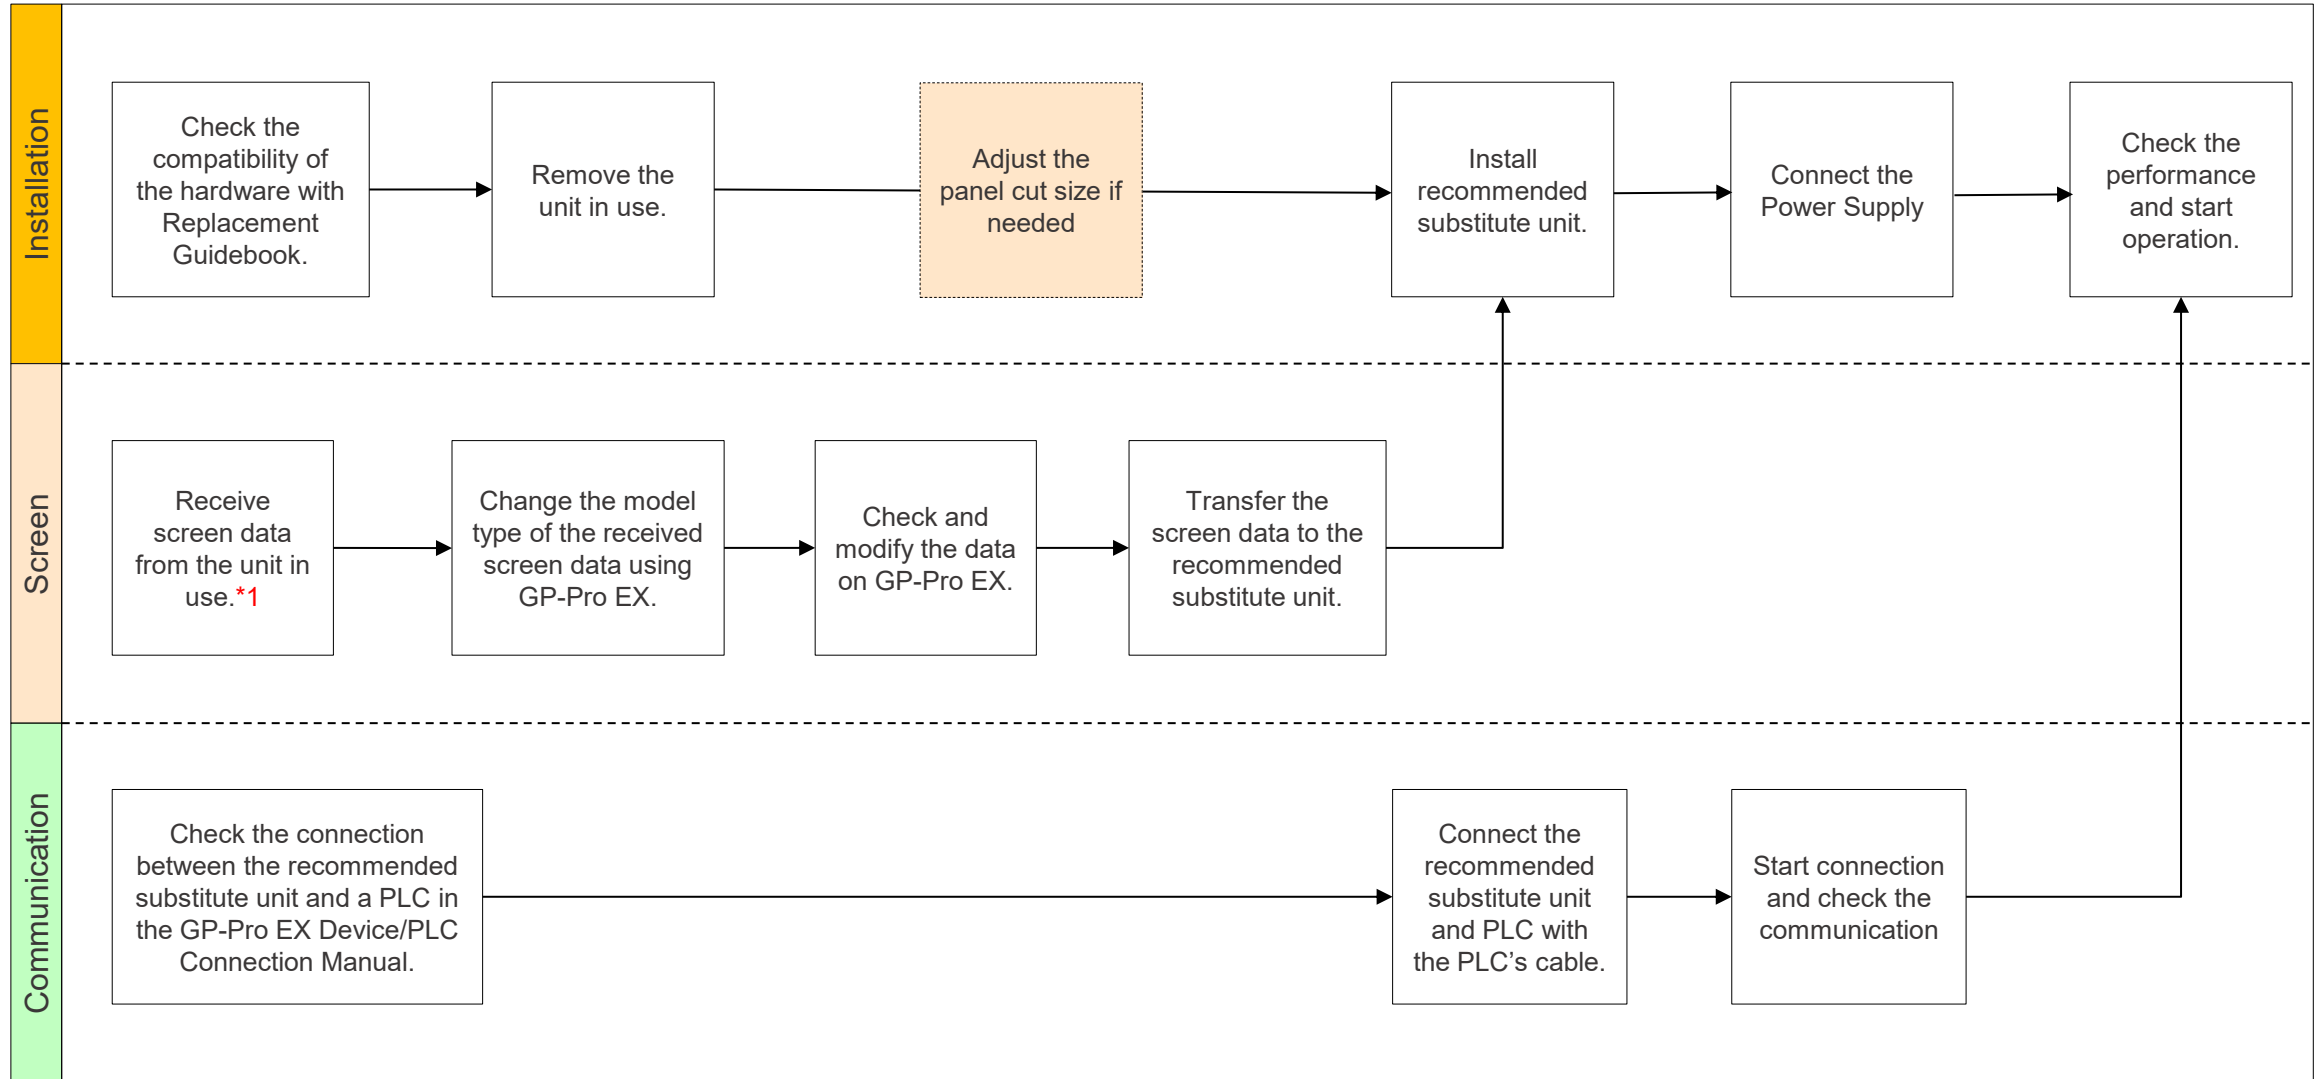 Installation
Check the
compatibility of
the hardware with
Replacement
Guidebook.
Remove the
unit in use.
Adjust the
panel cut size if
needed
Install
recommended
substitute unit.
Connect the
Power Supply
Check the
performance
and start
operation.
Screen
Receive
screen data
from the unit in
use.*1
Change the model
type of the received
screen data using
GP-Pro EX.
Check and
modify the data
on GP-Pro EX.
Transfer the
screen data to the
recommended
substitute unit.
Communication
Check the connection
between the recommended
substitute unit and a PLC in
the GP-Pro EX Device/PLC
Connection Manual.
Connect the
recommended
substitute unit
and PLC with
the PLC’s cable.
Start connection
and check the
communication